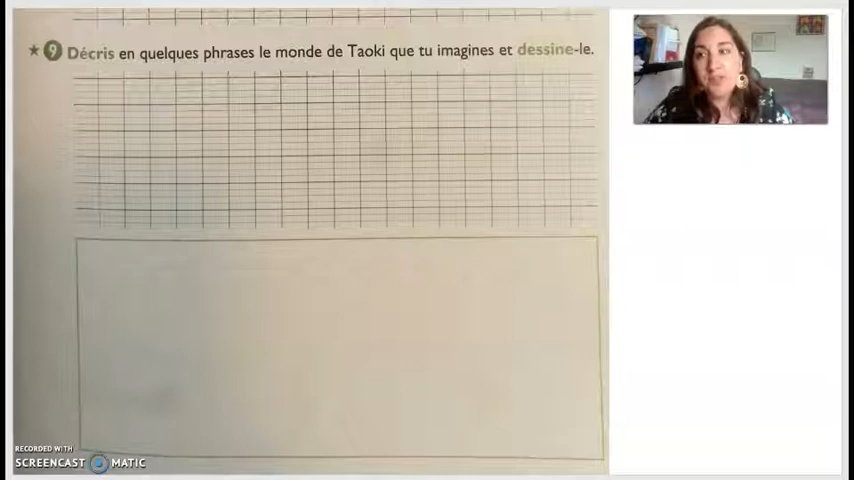 ★ 9 Décris en quelques phrases le monde de Taoki que tu imagines et dessine-le.
RECORDED WITH
SCREENCAST MATIC